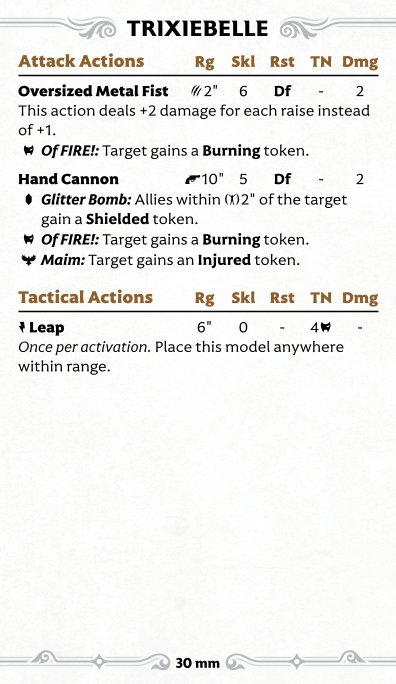 TRIXIEBELLE
Attack Actions Rg Skl Rst TN Dmg
Oversized Metal Fist 2" 6 Df - 2
This action deals +2 damage for each raise instead
of +1.
Of FIRE!: Target gains a Burning token.
Hand Cannon 10" 5 Df - 2
Glitter Bomb: Allies within 2" of the target
gain a Shielded token.
Of FIRE!: Target gains a Burning token.
Maim: Target gains an Injured token.
Tactical Actions Rg Skl Rst TN Dmg
Leap 6" 0 - 4 -
Once per activation. Place this model anywhere
within range.
30 mm